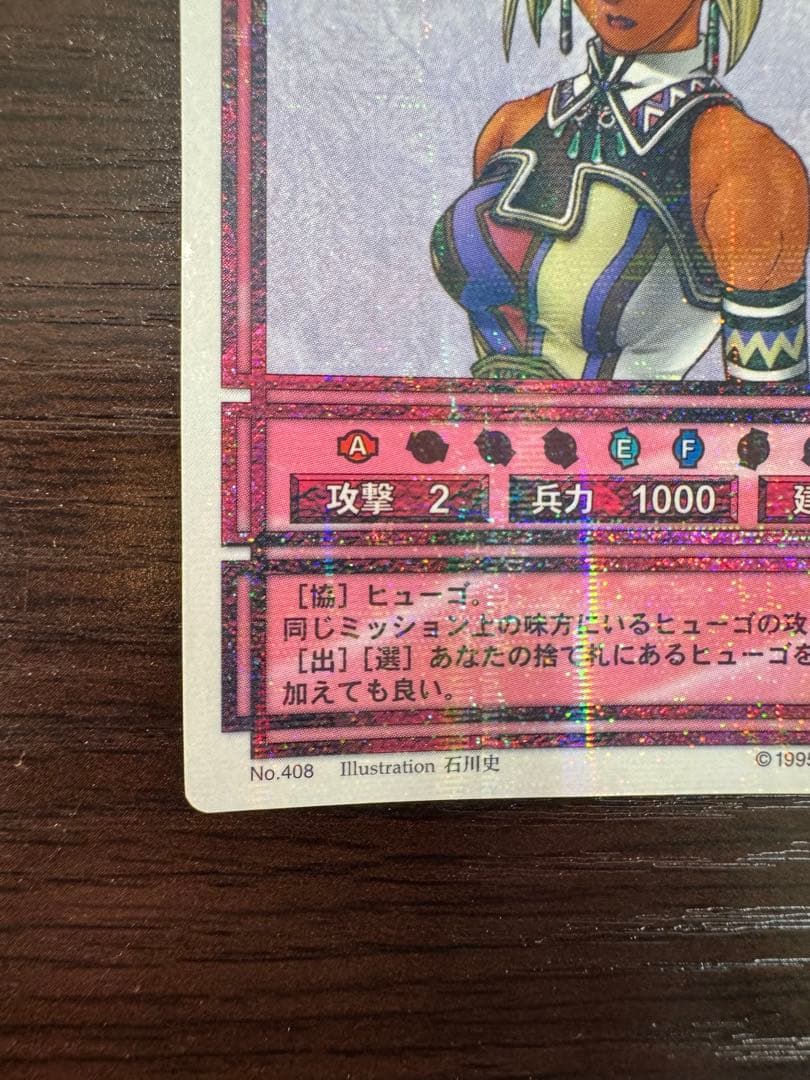 A E F
攻撃 2 兵力 1000 建
[協] ヒューゴ。
同じミッション上の味方にいるヒューゴの攻
[出] [選] あなたの捨て札にあるヒューゴを
加えても良い。
No.408 Illustration 石川史 ©1995